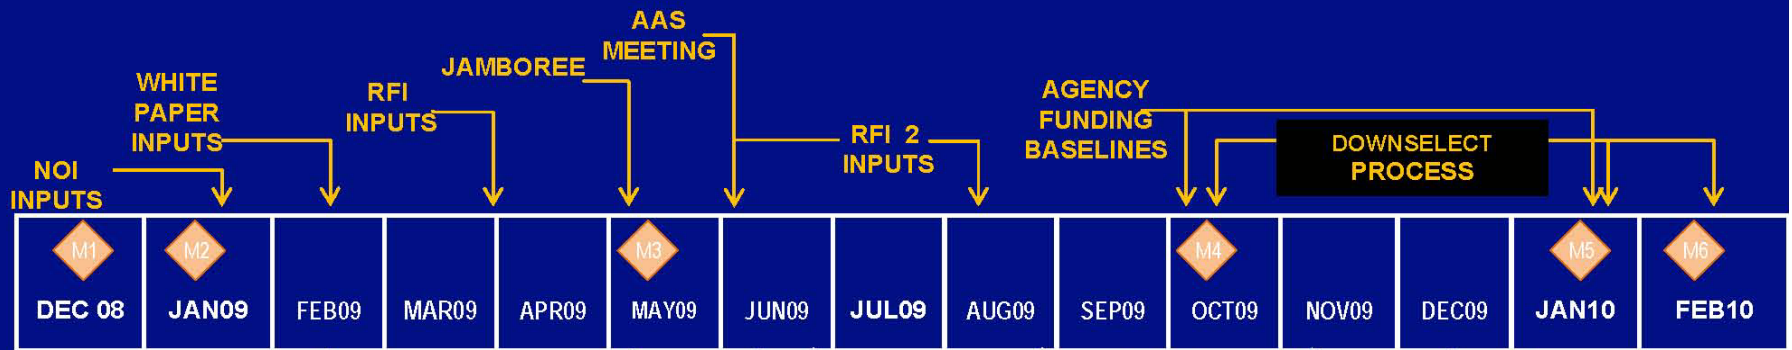 NOI
INPUTS
WHITE
PAPER
INPUTS
RFI
INPUTS
JAMBOREE
AAS
MEETING
RFI 2
INPUTS
AGENCY
FUNDING
BASELINES
DOWNSELECT
PROCESS
M1
M2
M3
M4
M5
M6
DEC 08
JAN09
FEB09
MAR09
APR09
MAY09
JUN09
JUL09
AUG09
SEP09
OCT09
NOV09
DEC09
JAN10
FEB10